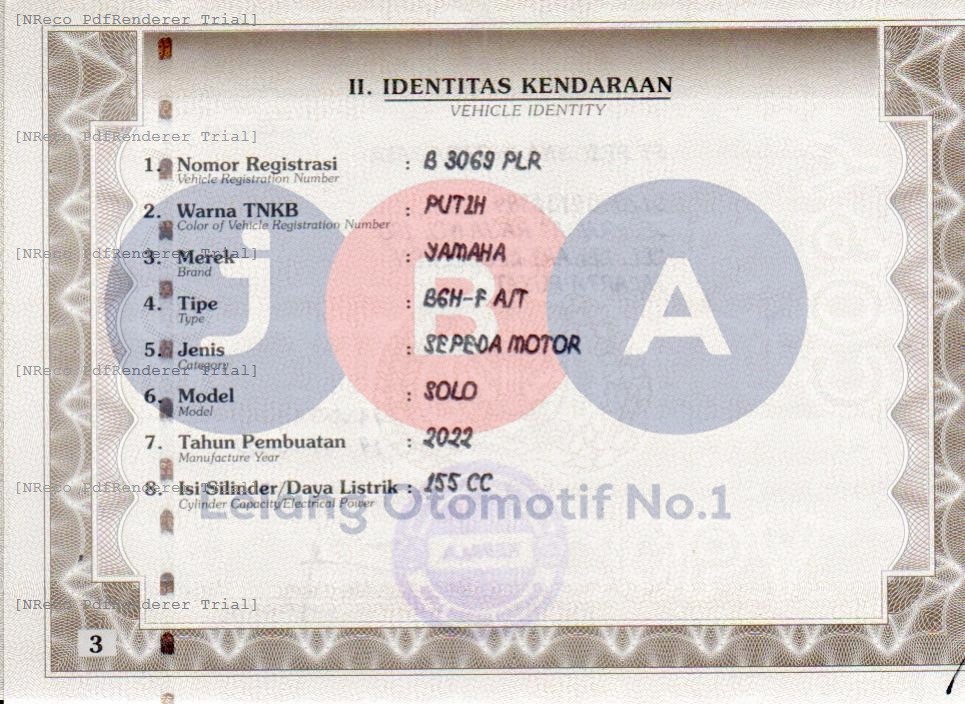 [NReco PdfRenderer Trial]
II. IDENTITAS KENDARAAN
VEHICLE IDENTITY
[NReco PdfRenderer Trial]
1. Nomor Registrasi : B 3069 PLR
Vehicle Registration Number
2. Warna TNKB : PUTIH
Color of Vehicle Registration Number
[NReco PdfRenderer Trial]
3. Merek : YAMAHA
Brand
4. Tipe : BGH-F A/T
Type
5. Jenis : SEPEDA MOTOR
Category
[NReco PdfRenderer Trial]
6. Model : SOLO
Model
7. Tahun Pembuatan : 2022
Manufacture Year
[NReco PdfRenderer Trial]
8. Isi Silinder/Daya Listrik : 155 CC
Cylinder Capacity/Electrical Power
jBA
Lelang Otomotif No.1
[NReco PdfRenderer Trial]
3